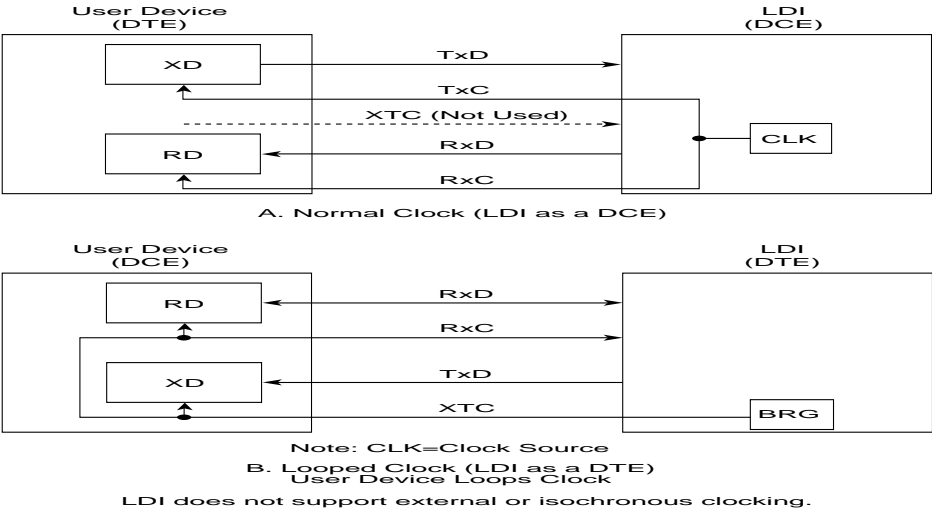 User Device
(DTE)
LDI
(DCE)
XD
TxD
TxC
XTC (Not Used)
RD
RxD
RxC
CLK
A. Normal Clock (LDI as a DCE)
User Device
(DCE)
LDI
(DTE)
RD
RxD
RxC
XD
TxD
XTC
BRG
Note: CLK=Clock Source
B. Looped Clock (LDI as a DTE)
User Device Loops Clock
LDI does not support external or isochronous clocking.